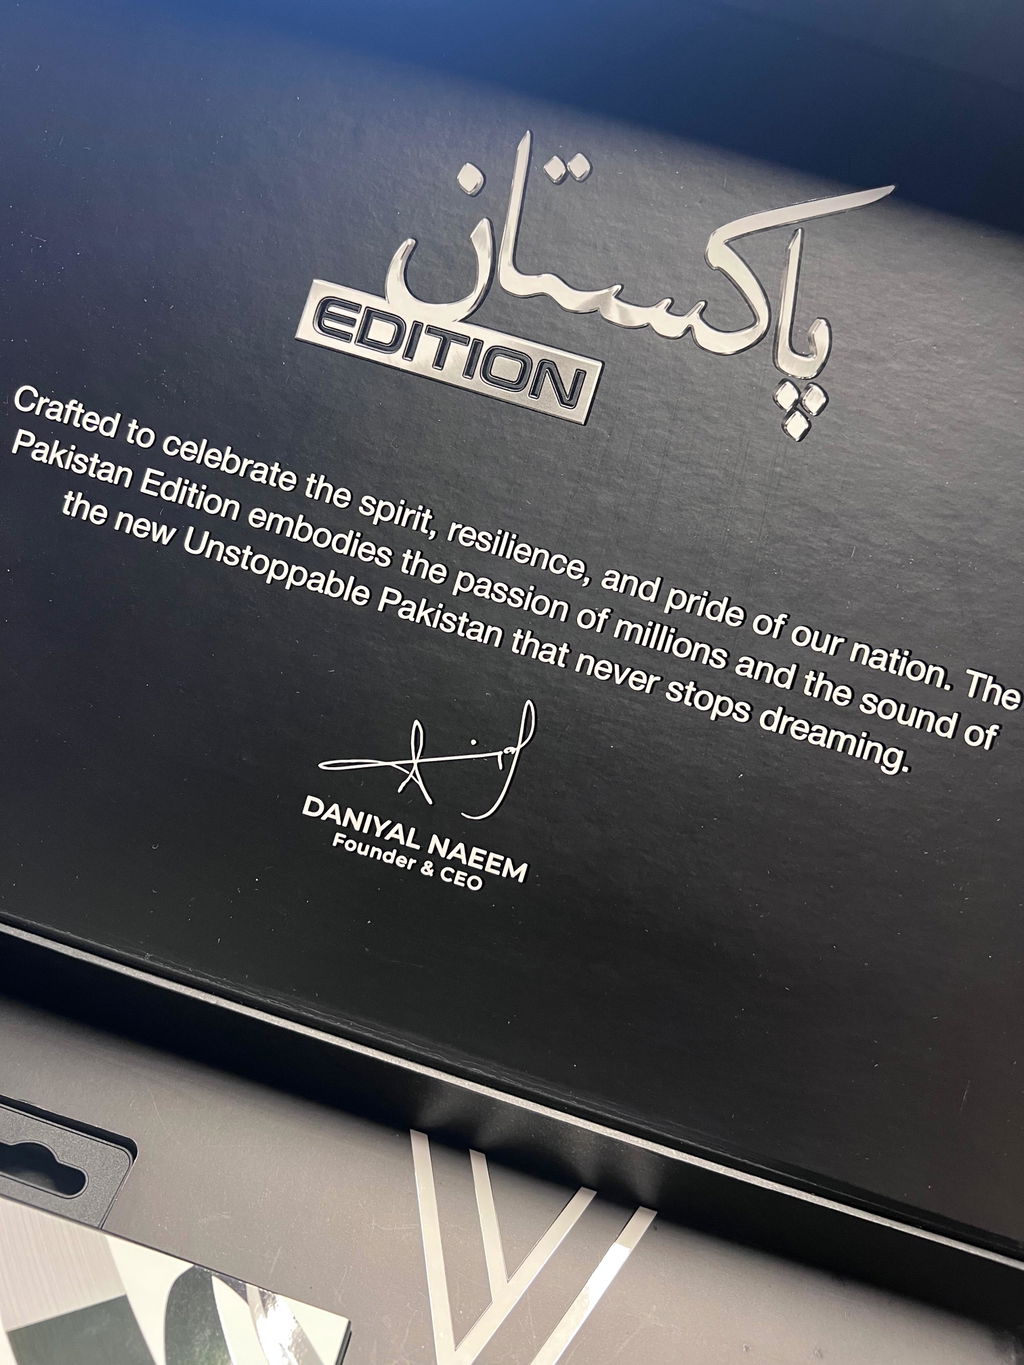 پاکستان
EDITION
Crafted to celebrate the spirit, resilience, and pride of our nation. The
Pakistan Edition embodies the passion of millions and the sound of
the new Unstoppable Pakistan that never stops dreaming.
DANIYAL NAEEM
Founder & CEO